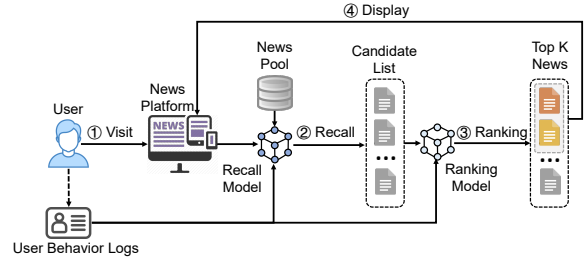 ④ Display
News
Pool
Candidate
List
Top K
News
User
News
Platform
① Visit
NEWS
② Recall
③ Ranking
Recall
Model
Ranking
Model
User Behavior Logs